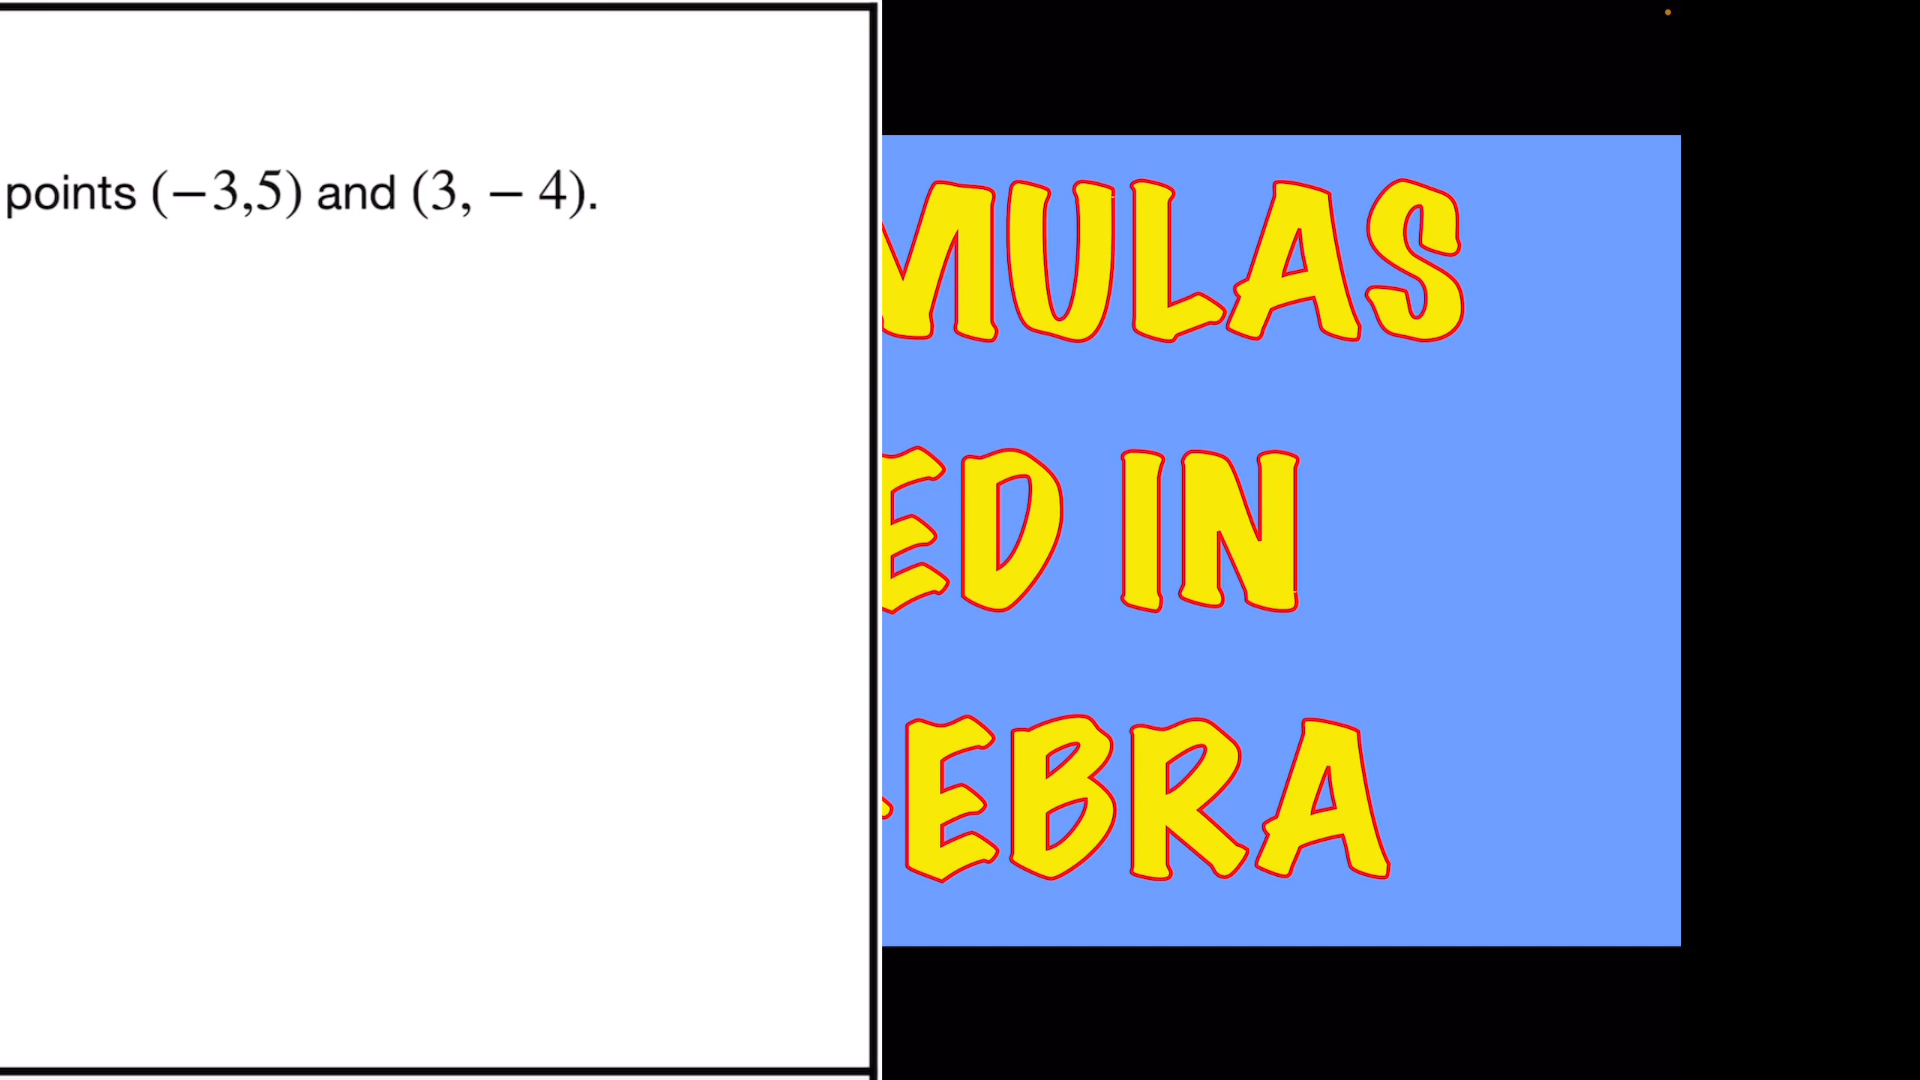 points (−3,5) and (3, − 4).
MULAS
ED IN
EBRA